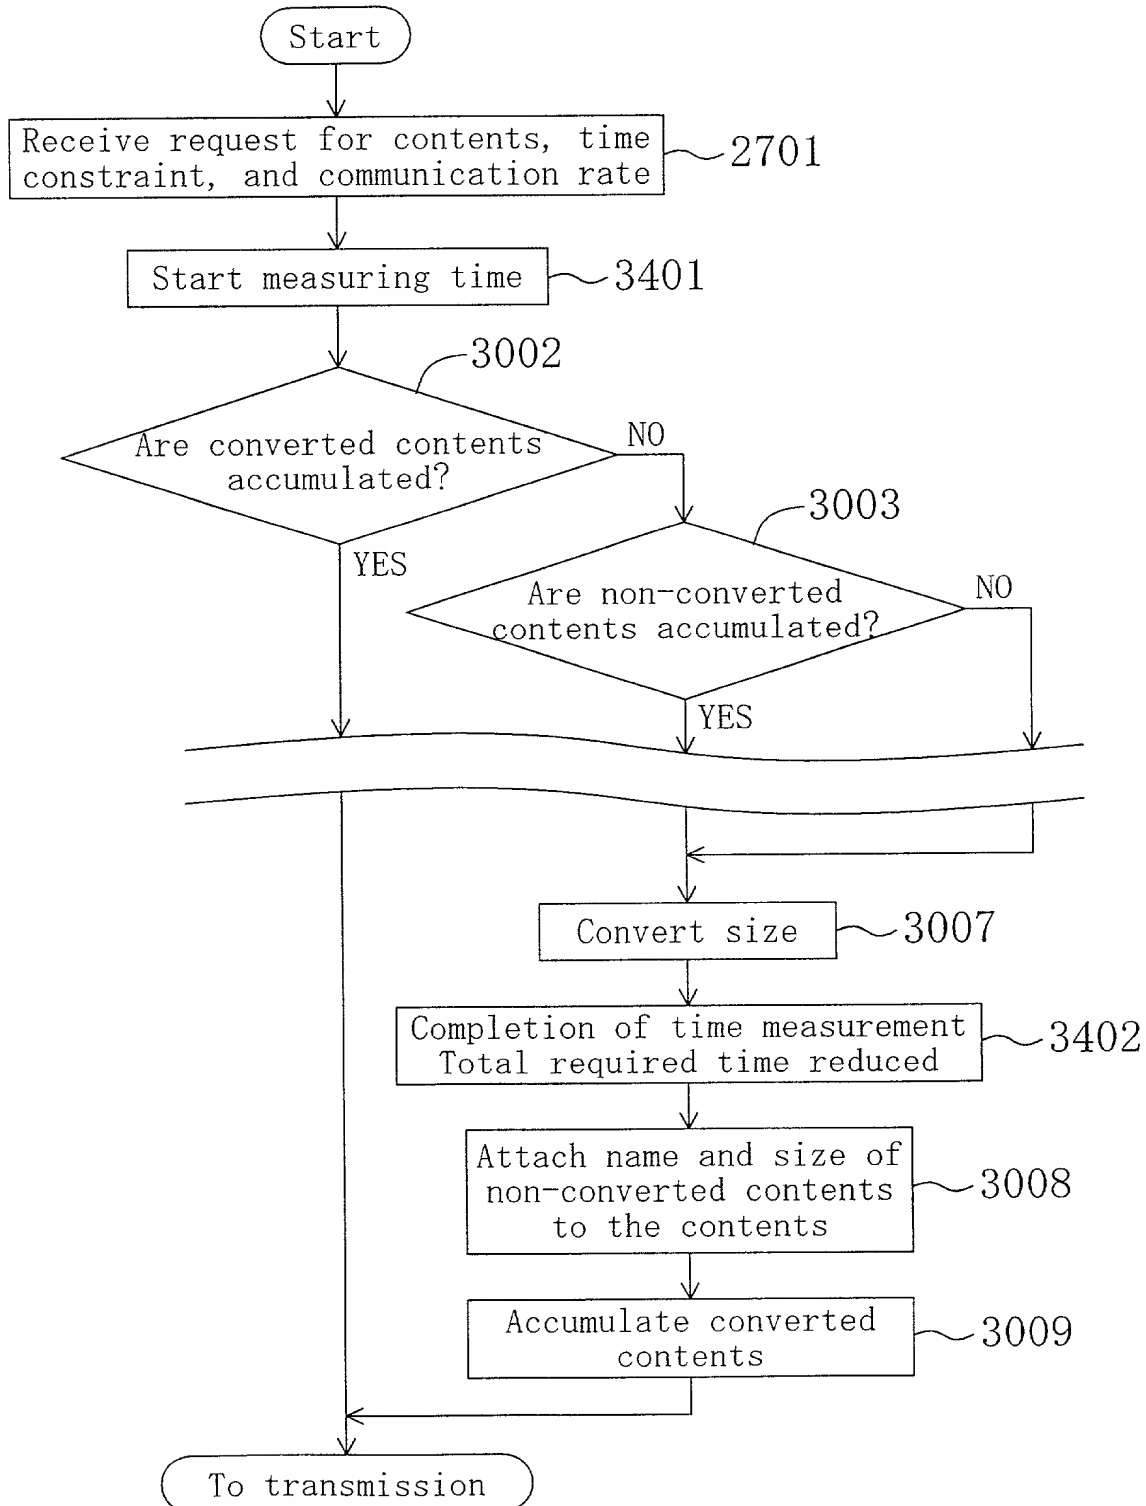 Start
Receive request for contents, time
constraint, and communication rate
2701
Start measuring time
3401
3002
Are converted contents
accumulated?
NO
YES
3003
Are non-converted
contents accumulated?
NO
YES
Convert size
3007
Completion of time measurement
Total required time reduced
3402
Attach name and size of
non-converted contents
to the contents
3008
Accumulate converted
contents
3009
To transmission